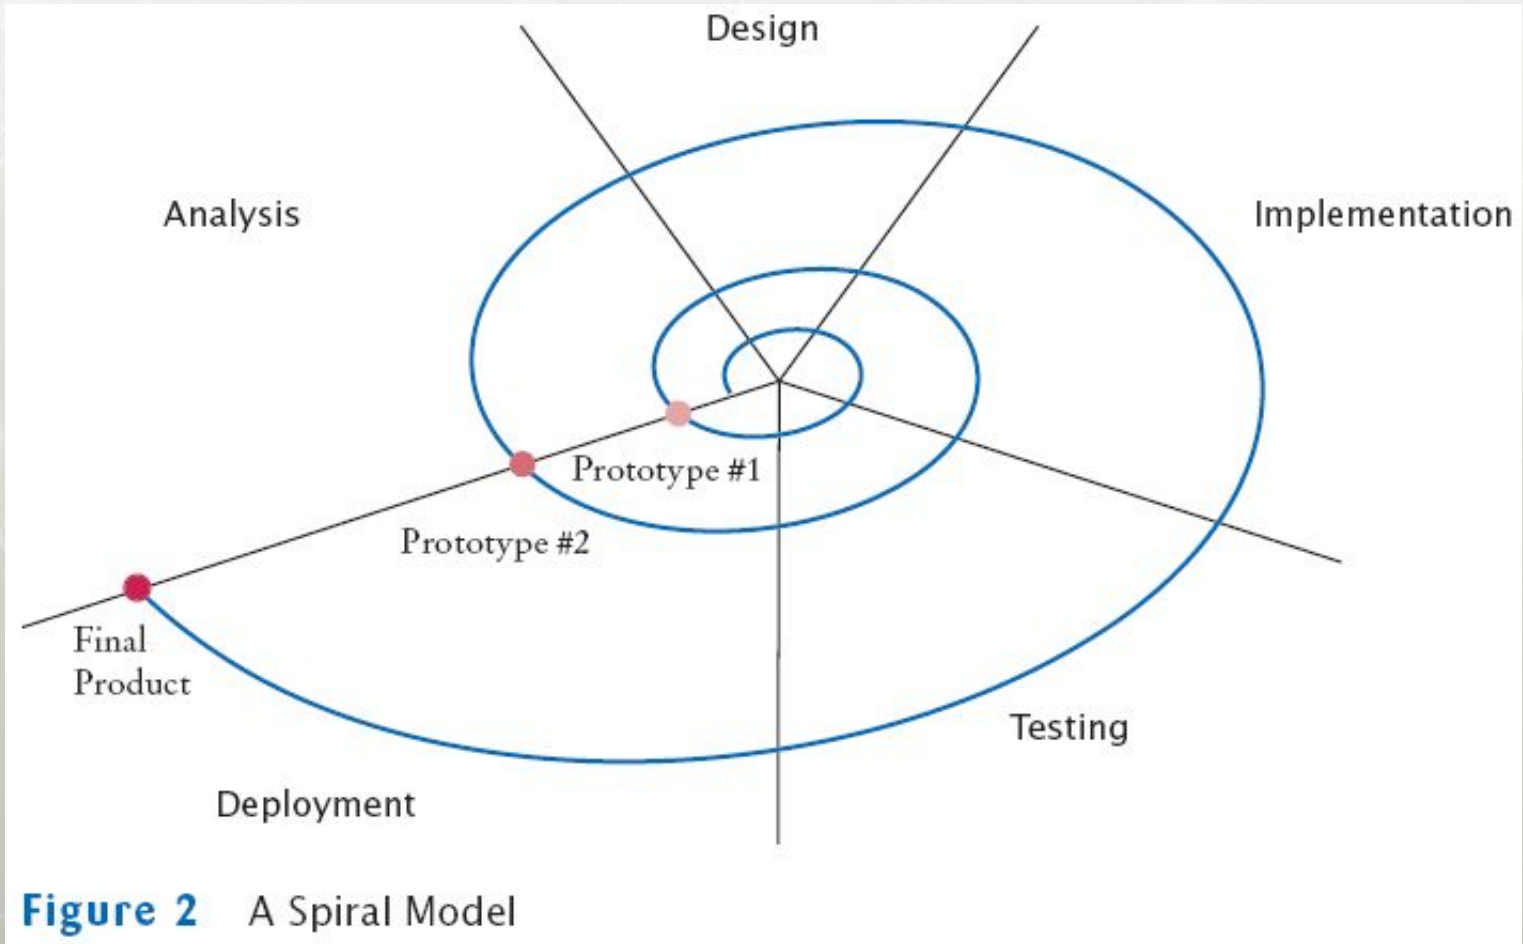 Design
Analysis
Implementation
Prototype #1
Prototype #2
Final
Product
Testing
Deployment
Figure 2 A Spiral Model